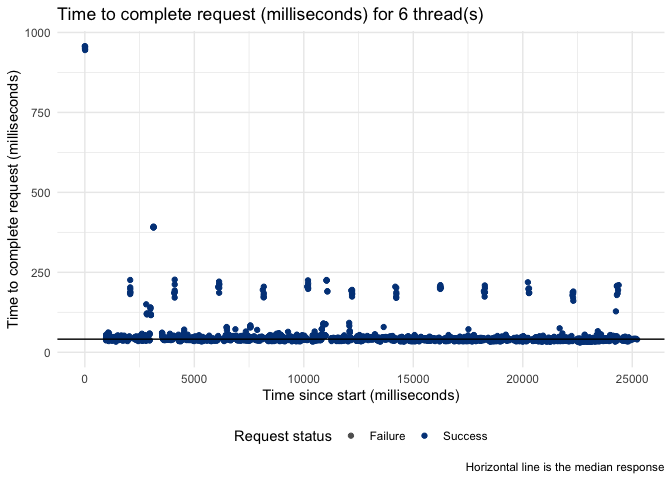 Time to complete request (milliseconds) for 6 thread(s)
Time to complete request (milliseconds)
1000
750
500
250
0
0 5000 10000 15000 20000 25000
Time since start (milliseconds)
Request status Failure Success
Horizontal line is the median response